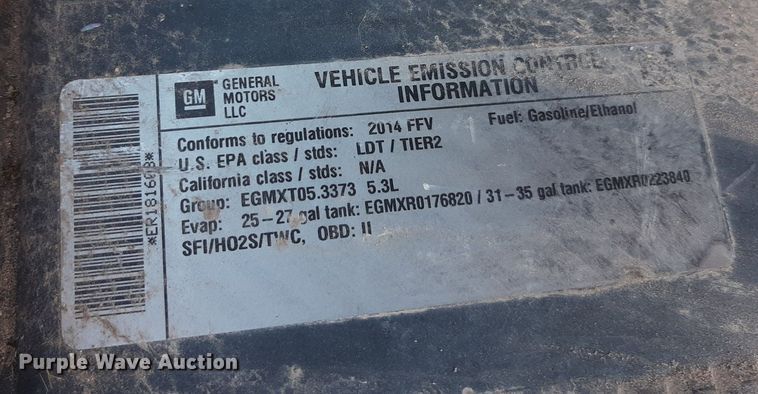 GM
GENERAL
MOTORS
LLC
VEHICLE EMISSION CONTROL
INFORMATION
Conforms to regulations: 2014 FFV Fuel: Gasoline/Ethanol
U.S. EPA class / stds: LDT / TIER2
California class / stds: N/A
Group: EGMXT05.3373 5.3L
Evap: 25-27 gal tank: EGMXR0176820 / 31-35 gal tank: EGMXR0223840
SFI/HO2S/TWC, OBD: II
Purple Wave Auction